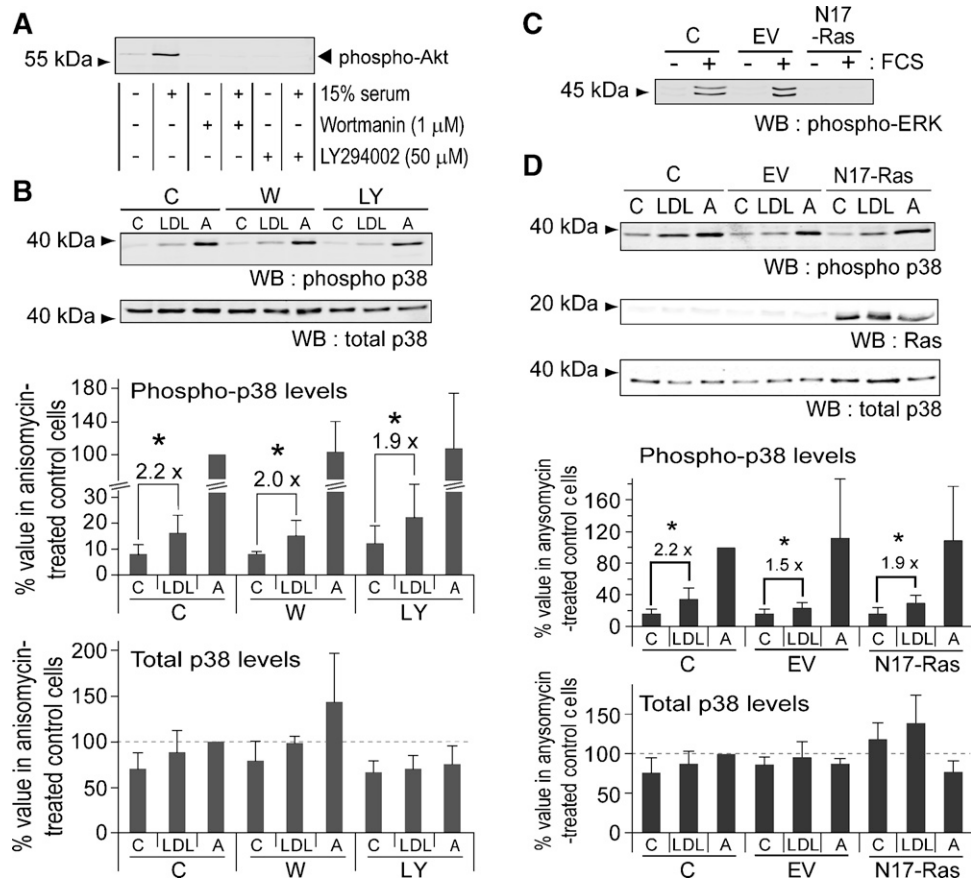 A
55 kDa
phospho-Akt
- + - + - + 15% serum
- - + + - - Wortmanin (1 µM)
- - - - + + LY294002 (50 µM)
B
C W LY
C LDL A C LDL A C LDL A
40 kDa
WB : phospho p38
40 kDa
WB : total p38
Phospho-p38 levels
% value in anisomycin-
treated control cells
180
140
100
30
20
10
0
* * *
2.2 x 2.0 x 1.9 x
C LDL A C LDL A C LDL A
C W LY
Total p38 levels
% value in anisomycin-
treated control cells
200
150
100
50
0
C LDL A C LDL A C LDL A
C W LY
C
C EV N17
-Ras
- + - + - + : FCS
45 kDa
WB : phospho-ERK
D
C EV N17-Ras
C LDL A C LDL A C LDL A
40 kDa
WB : phospho p38
20 kDa
WB : Ras
40 kDa
WB : total p38
Phospho-p38 levels
% value in anysomycin
-treated control cells
160
120
80
40
0
* * *
2.2 x 1.5 x 1.9 x
C LDL A C LDL A C LDL A
C EV N17-Ras
Total p38 levels
% value in anysomycin
-treated control cells
150
100
50
0
C LDL A C LDL A C LDL A
C EV N17-Ras